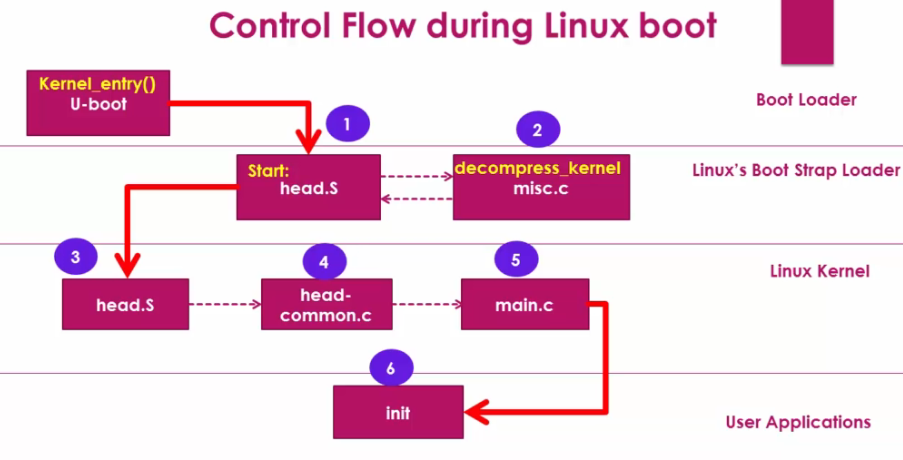 Control Flow during Linux boot
Kernel_entry()
U-boot
Boot Loader
1
2
Start:
head.S
decompress_kernel
misc.c
Linux's Boot Strap Loader
3
4
5
Linux Kernel
head.S
head-
common.c
main.c
6
init
User Applications